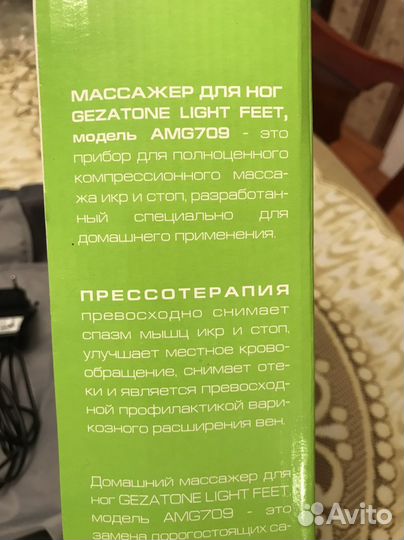 МАССАЖЕР ДЛЯ НОГ
GEZATONE LIGHT FEET,
модель AMG709 - это
прибор для полноценного
компрессионного масса-
жа икр и стоп, разработан-
ный специально для
домашнего применения.
ПРЕССОТЕРАПИЯ
превосходно снимает
спазм мышц икр и стоп,
улучшает местное крово-
обращение, снимает оте-
ки и является превосход-
ной профилактикой вари-
козного расширения вен.
Домашний массажер для
ног GEZATONE LIGHT FEET,
модель AMG709 - это
замена дорогостоящих са-
Avito